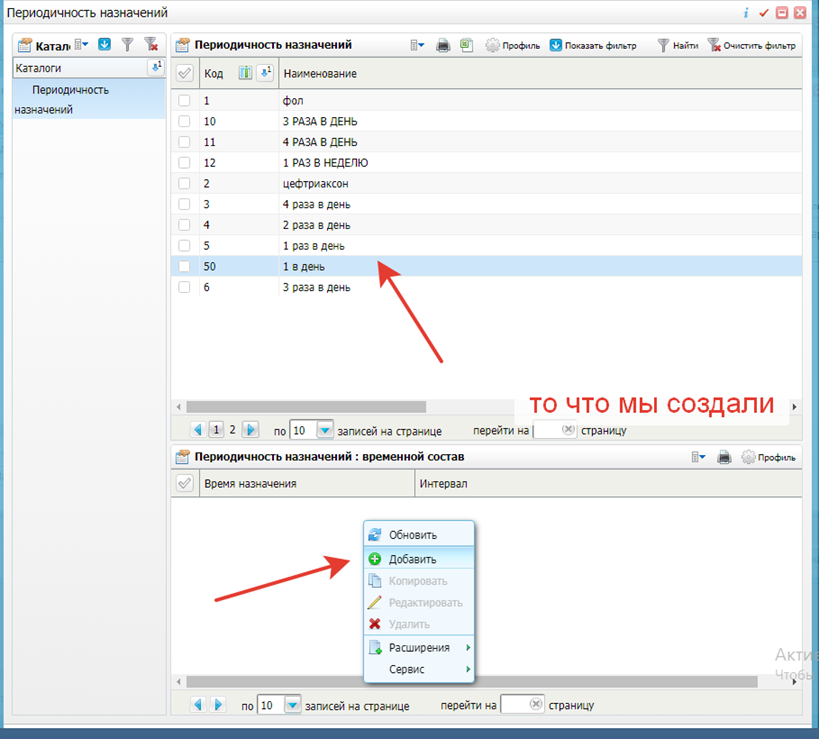 Периодичность назначений
Катало
Каталоги
Периодичность
назначений
Периодичность назначений
Профиль
Показать фильтр
Найти
Очистить фильтр
Код
Наименование
1 фол
10 3 РАЗА В ДЕНЬ
11 4 РАЗА В ДЕНЬ
12 1 РАЗ В НЕДЕЛЮ
2 цефтриаксон
3 4 раза в день
4 2 раза в день
5 1 раз в день
50 1 в день
6 3 раза в день
то что мы создали
1 2 по 10 записей на странице перейти на страницу
Периодичность назначений : временной состав
Профиль
Время назначения Интервал
Обновить
Добавить
Копировать
Редактировать
Удалить
Расширения
Сервис
Акти
Чтобы
по 10 записей на странице перейти на страницу